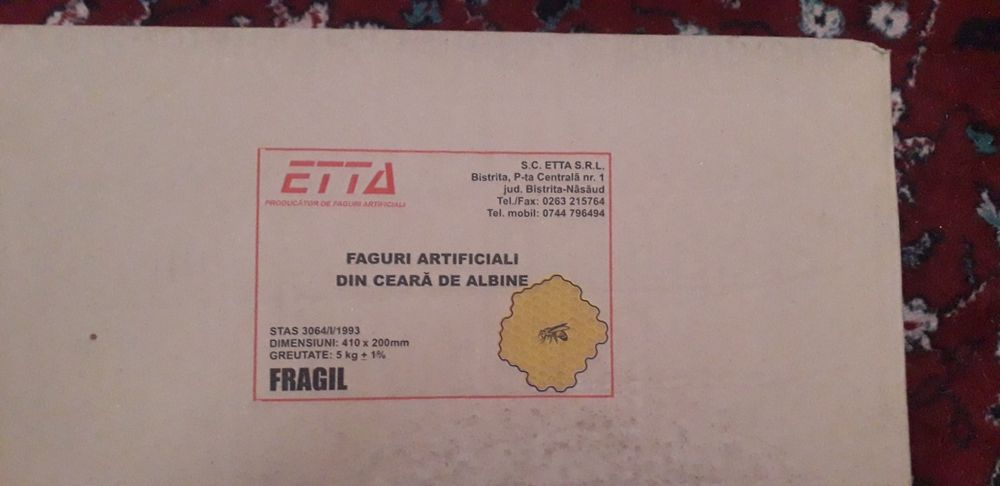 ETTA
PRODUCĂTOR DE FAGURI ARTIFICIALI
S.C. ETTA S.R.L.
Bistrita, P-ta Centrală nr. 1
jud. Bistrita-Năsăud
Tel./Fax: 0263 215764
Tel. mobil: 0744 796494
FAGURI ARTIFICIALI
DIN CEARĂ DE ALBINE
STAS 3064/I/1993
DIMENSIUNI: 410 x 200mm
GREUTATE: 5 kg ± 1%
FRAGIL